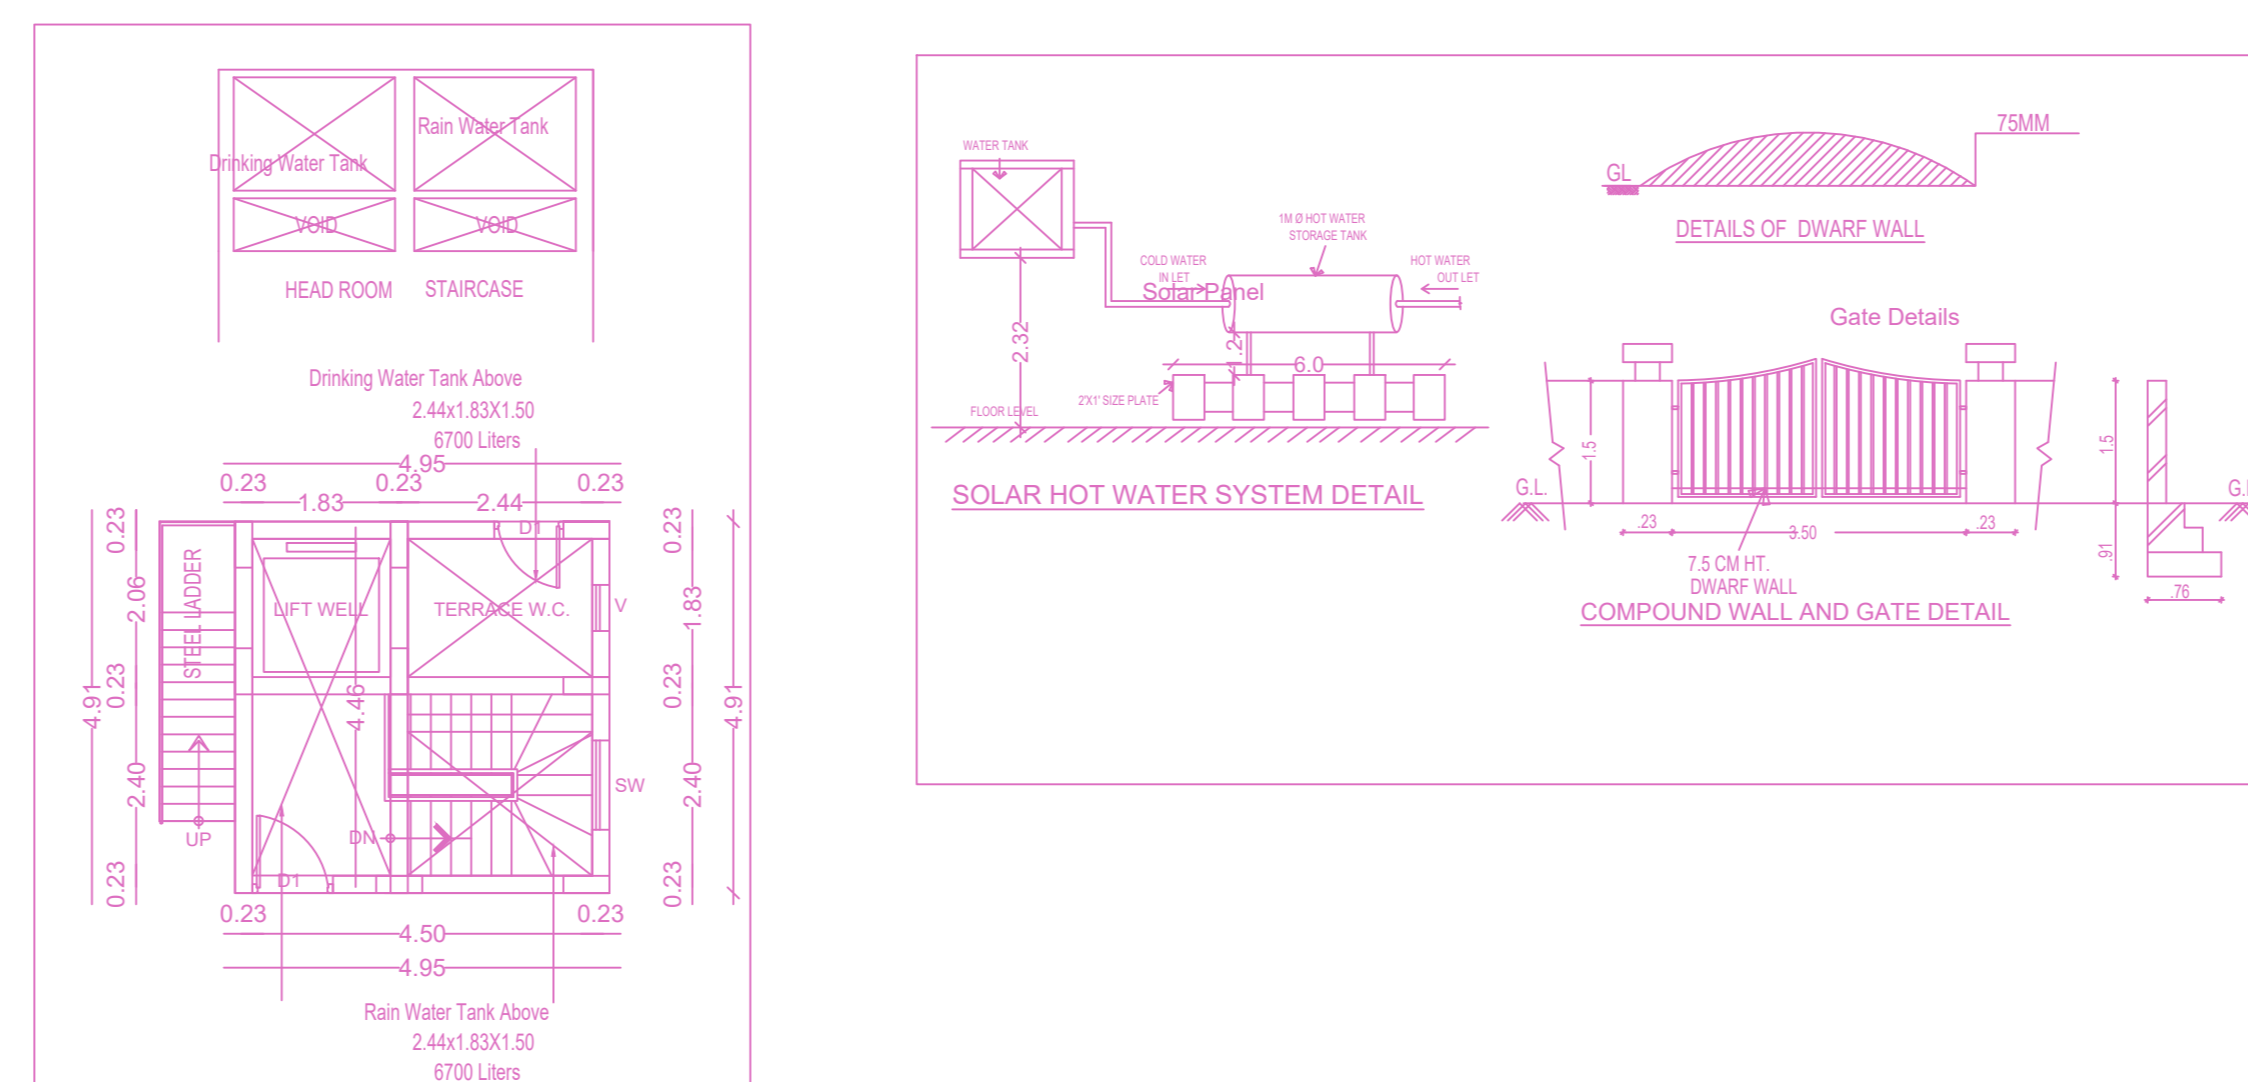 Rain Water Tank
Drinking Water Tank
VOID
VOID
HEAD ROOM
STAIRCASE
Drinking Water Tank Above
2.44x1.83X1.50
6700 Liters
4.95
0.23
0.23
0.23
1.83
2.44
0.23
2.06
0.23
2.40
0.23
4.91
STEEL LADDER
UP
LIFT WELL
4.46
TERRACE W.C.
D1
V
SW
DN
D1
0.23
1.83
0.23
2.40
0.23
4.91
0.23
0.23
4.50
4.95
Rain Water Tank Above
2.44x1.83X1.50
6700 Liters
WATER TANK
1M Ø HOT WATER
STORAGE TANK
COLD WATER
IN LET
HOT WATER
OUT LET
Solar Panel
2.32
1.2
6.0
2'X1' SIZE PLATE
FLOOR LEVEL
SOLAR HOT WATER SYSTEM DETAIL
75MM
GL
DETAILS OF DWARF WALL
Gate Details
1.5
G.L.
.23
3.50
.23
7.5 CM HT.
DWARF WALL
COMPOUND WALL AND GATE DETAIL
1.5
.91
.76